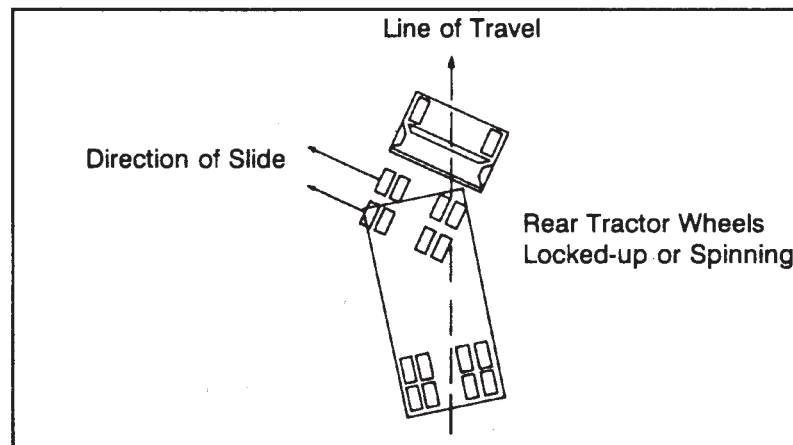 Line of Travel
Direction of Slide
Rear Tractor Wheels
Locked-up or Spinning